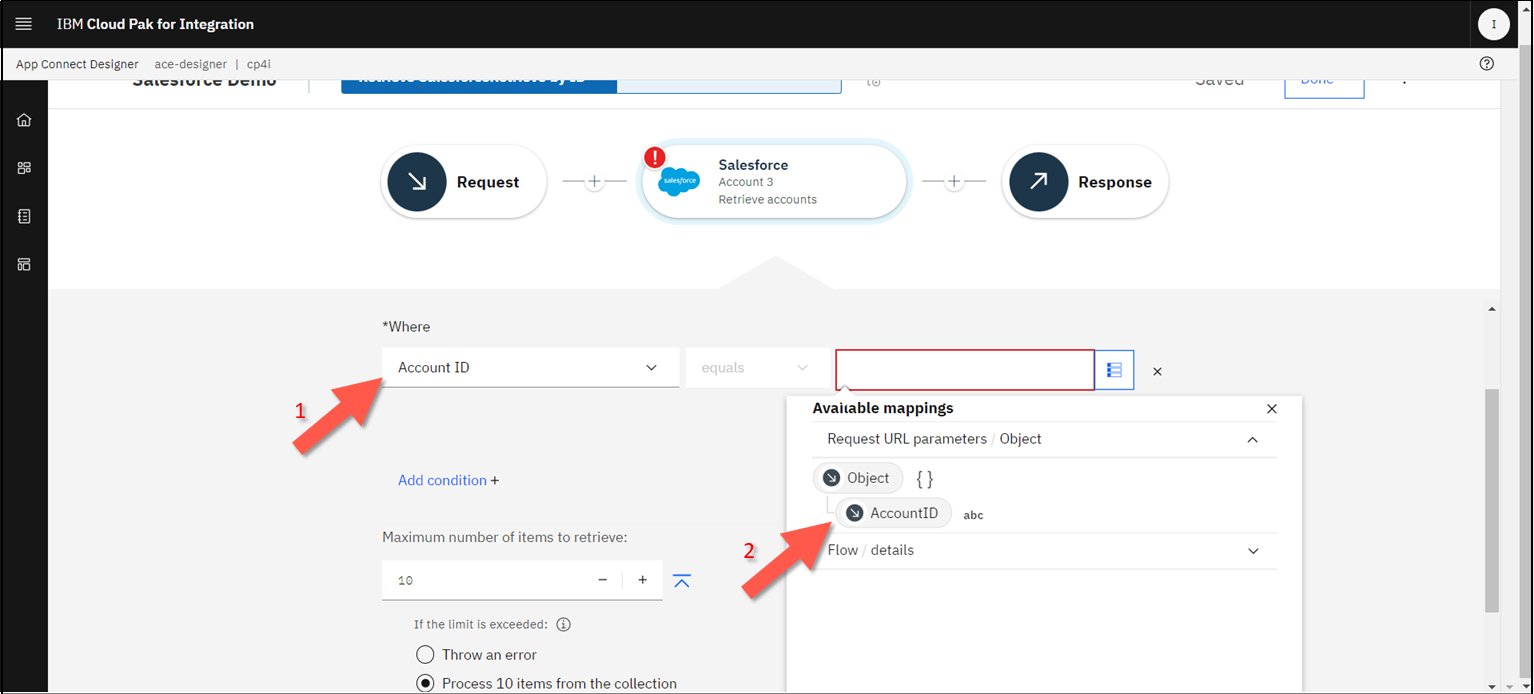 IBM Cloud Pak for Integration
I
App Connect Designer ace-designer | cp4i
Salesforce Demo
Saved
Done
Request
!
salesforce
Salesforce
Account 3
Retrieve accounts
Response
*Where
Account ID
equals
1
Available mappings
Request URL parameters / Object
Object { }
AccountID abc
Add condition +
2
Flow / details
Maximum number of items to retrieve:
10
If the limit is exceeded:
Throw an error
Process 10 items from the collection